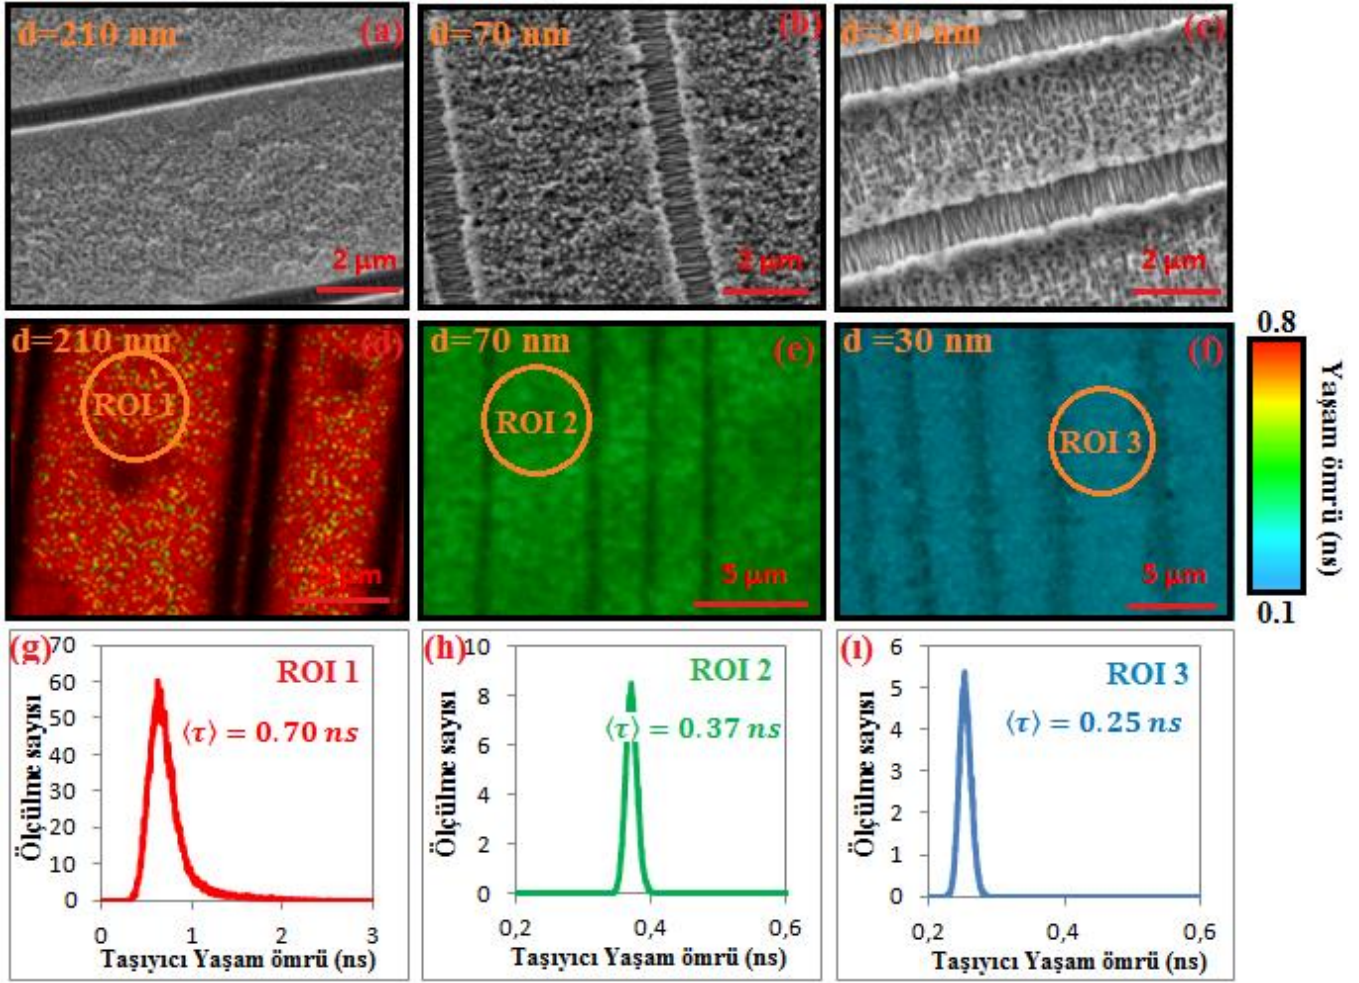 d=210 nm (a)
2 µm
d=70 nm (b)
2 µm
d=30 nm (c)
2 µm
d=210 nm (d)
ROI 1
5 µm
d=70 nm (e)
ROI 2
5 µm
d =30 nm (f)
ROI 3
5 µm
0.8
Yaşam ömrü (ns)
0.1
(g)
ROI 1
⟨τ⟩ = 0.70 ns
Ölçülme sayısı
70
60
50
40
30
20
10
0
0 1 2 3
Taşıyıcı Yaşam ömrü (ns)
(h)
ROI 2
⟨τ⟩ = 0.37 ns
Ölçülme sayısı
10
8
6
4
2
0
0,2 0,4 0,6
Taşıyıcı Yaşam ömrü (ns)
(ı)
ROI 3
⟨τ⟩ = 0.25 ns
Ölçülme sayısı
6
5
4
3
2
1
0
0,2 0,4 0,6
Taşıyıcı Yaşam ömrü (ns)